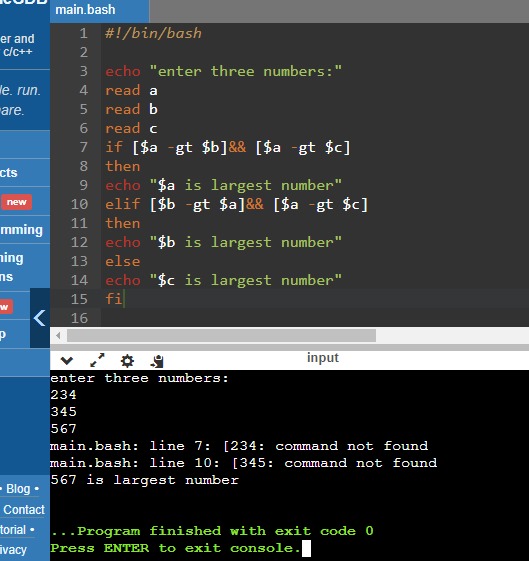 main.bash
er and
c/c++
le. run.
are.
cts
new
mming
ning
ns
w
p
• Blog •
Contact
torial •
ivacy
1 #!/bin/bash
2
3 echo "enter three numbers:"
4 read a
5 read b
6 read c
7 if [$a -gt $b]&& [$a -gt $c]
8 then
9 echo "$a is largest number"
10 elif [$b -gt $a]&& [$a -gt $c]
11 then
12 echo "$b is largest number"
13 else
14 echo "$c is largest number"
15 fi
16
input
enter three numbers:
234
345
567
main.bash: line 7: [234: command not found
main.bash: line 10: [345: command not found
567 is largest number
...Program finished with exit code 0
Press ENTER to exit console.